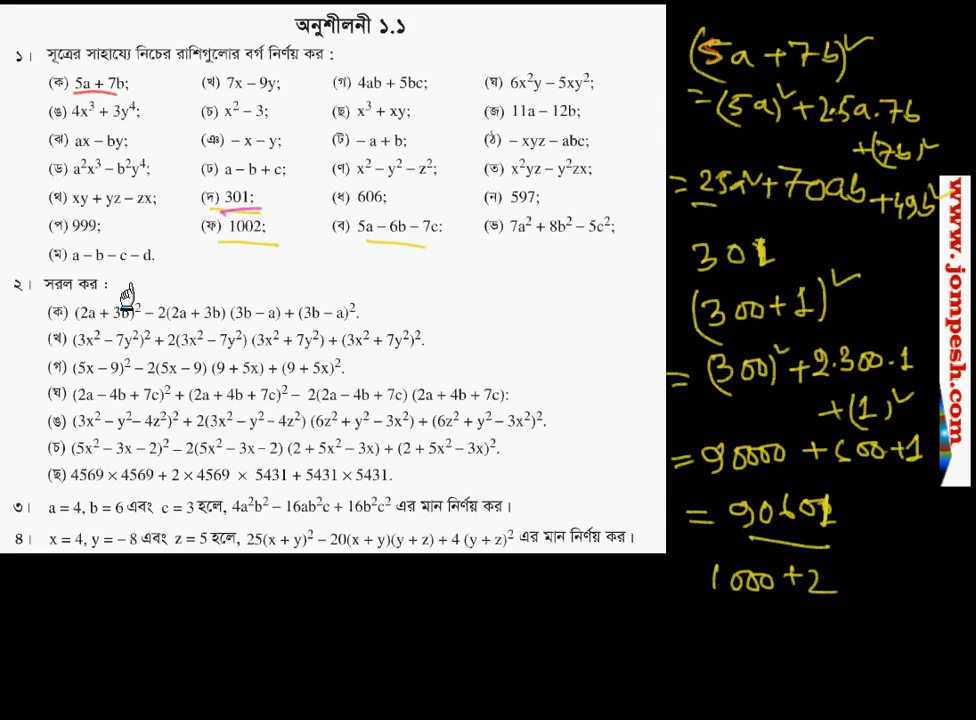 অনুশীলনী ১.১
১। সূত্রের সাহায্যে নিচের রাশিগুলোর বর্গ নির্ণয় কর :
(ক) 5a + 7b; (খ) 7x – 9y; (গ) 4ab + 5bc; (ঘ) 6x²y – 5xy²;
(ঙ) 4x³ + 3y⁴; (চ) x² – 3; (ছ) x³ + xy; (জ) 11a – 12b;
(ঝ) ax – by; (ঞ) – x – y; (ট) – a + b; (ঠ) – xyz – abc;
(ড) a²x³ – b²y⁴; (ঢ) a – b + c; (ণ) x² – y² – z²; (ত) x²yz – y²zx;
(থ) xy + yz – zx; (দ) 301; (ধ) 606; (ন) 597;
(প) 999; (ফ) 1002; (ব) 5a – 6b – 7c: (ভ) 7a² + 8b² – 5c²;
(ম) a – b – c – d.
২। সরল কর :
(ক) (2a + 3b)² – 2(2a + 3b) (3b – a) + (3b – a)².
(খ) (3x² – 7y²)² + 2(3x² – 7y²) (3x² + 7y²) + (3x² + 7y²)².
(গ) (5x – 9)² – 2(5x – 9) (9 + 5x) + (9 + 5x)².
(ঘ) (2a – 4b + 7c)² + (2a + 4b + 7c)² – 2(2a – 4b + 7c) (2a + 4b + 7c):
(ঙ) (3x² – y² – 4z²)² + 2(3x² – y² – 4z²) (6z² + y² – 3x²) + (6z² + y² – 3x²)².
(চ) (5x² – 3x – 2)² – 2(5x² – 3x – 2) (2 + 5x² – 3x) + (2 + 5x² – 3x)².
(ছ) 4569 × 4569 + 2 × 4569 × 5431 + 5431 × 5431.
৩। a = 4, b = 6 এবং c = 3 হলে, 4a²b² – 16ab²c + 16b²c² এর মান নির্ণয় কর।
৪। x = 4, y = – 8 এবং z = 5 হলে, 25(x + y)² – 20(x + y)(y + z) + 4 (y + z)² এর মান নির্ণয় কর।
(5a + 7b)²
= (5a)² + 2.5a.7b
+ (7b)²
= 25a² + 70ab + 49b²
301
(300 + 1)²
= (300)² + 2.300.1
+ (1)²
= 90000 + 600 + 1
= 90601
1000 + 2
www.jompesh.com